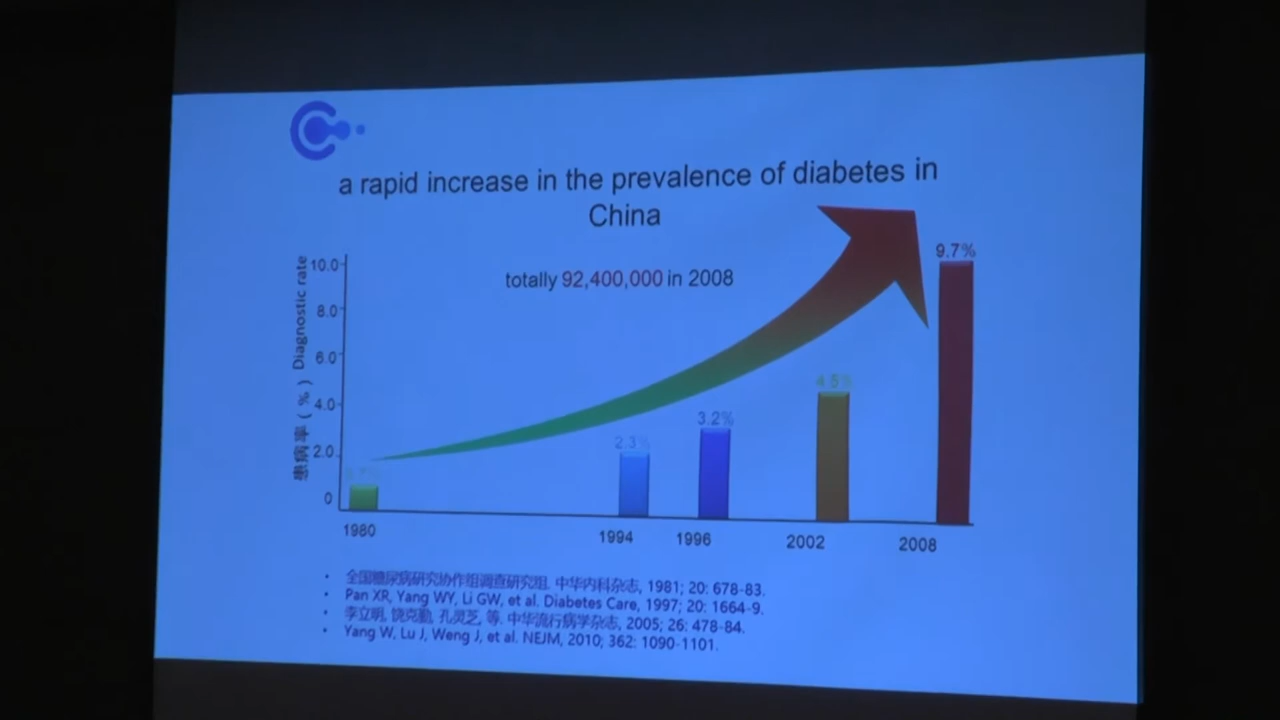 a rapid increase in the prevalence of diabetes in
China
totally 92,400,000 in 2008
患病率(%) Diagnostic rate
10.0
8.0
6.0
4.0
2.0
0
2.3%
3.2%
4.5%
9.7%
1980
1994
1996
2002
2008
• 全国糖尿病研究协作组调查研究组. 中华内科杂志, 1981; 20: 678-83.
• Pan XR, Yang WY, Li GW, et al. Diabetes Care, 1997; 20: 1664-9.
• 李立明, 饶克勤, 孔灵芝, 等. 中华流行病学杂志, 2005; 26: 478-84.
• Yang W, Lu J, Weng J, et al. NEJM, 2010; 362: 1090-1101.